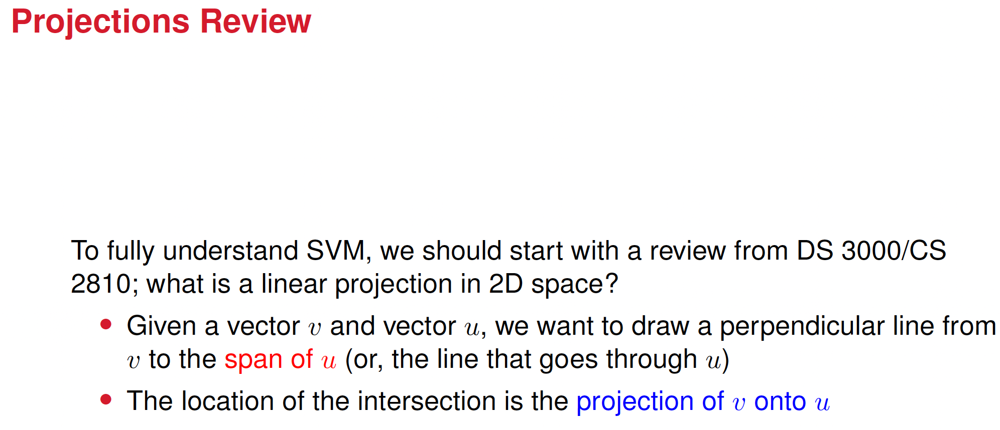 Projections Review
To fully understand SVM, we should start with a review from DS 3000/CS
2810; what is a linear projection in 2D space?
• Given a vector v and vector u, we want to draw a perpendicular line from
v to the span of u (or, the line that goes through u)
• The location of the intersection is the projection of v onto u